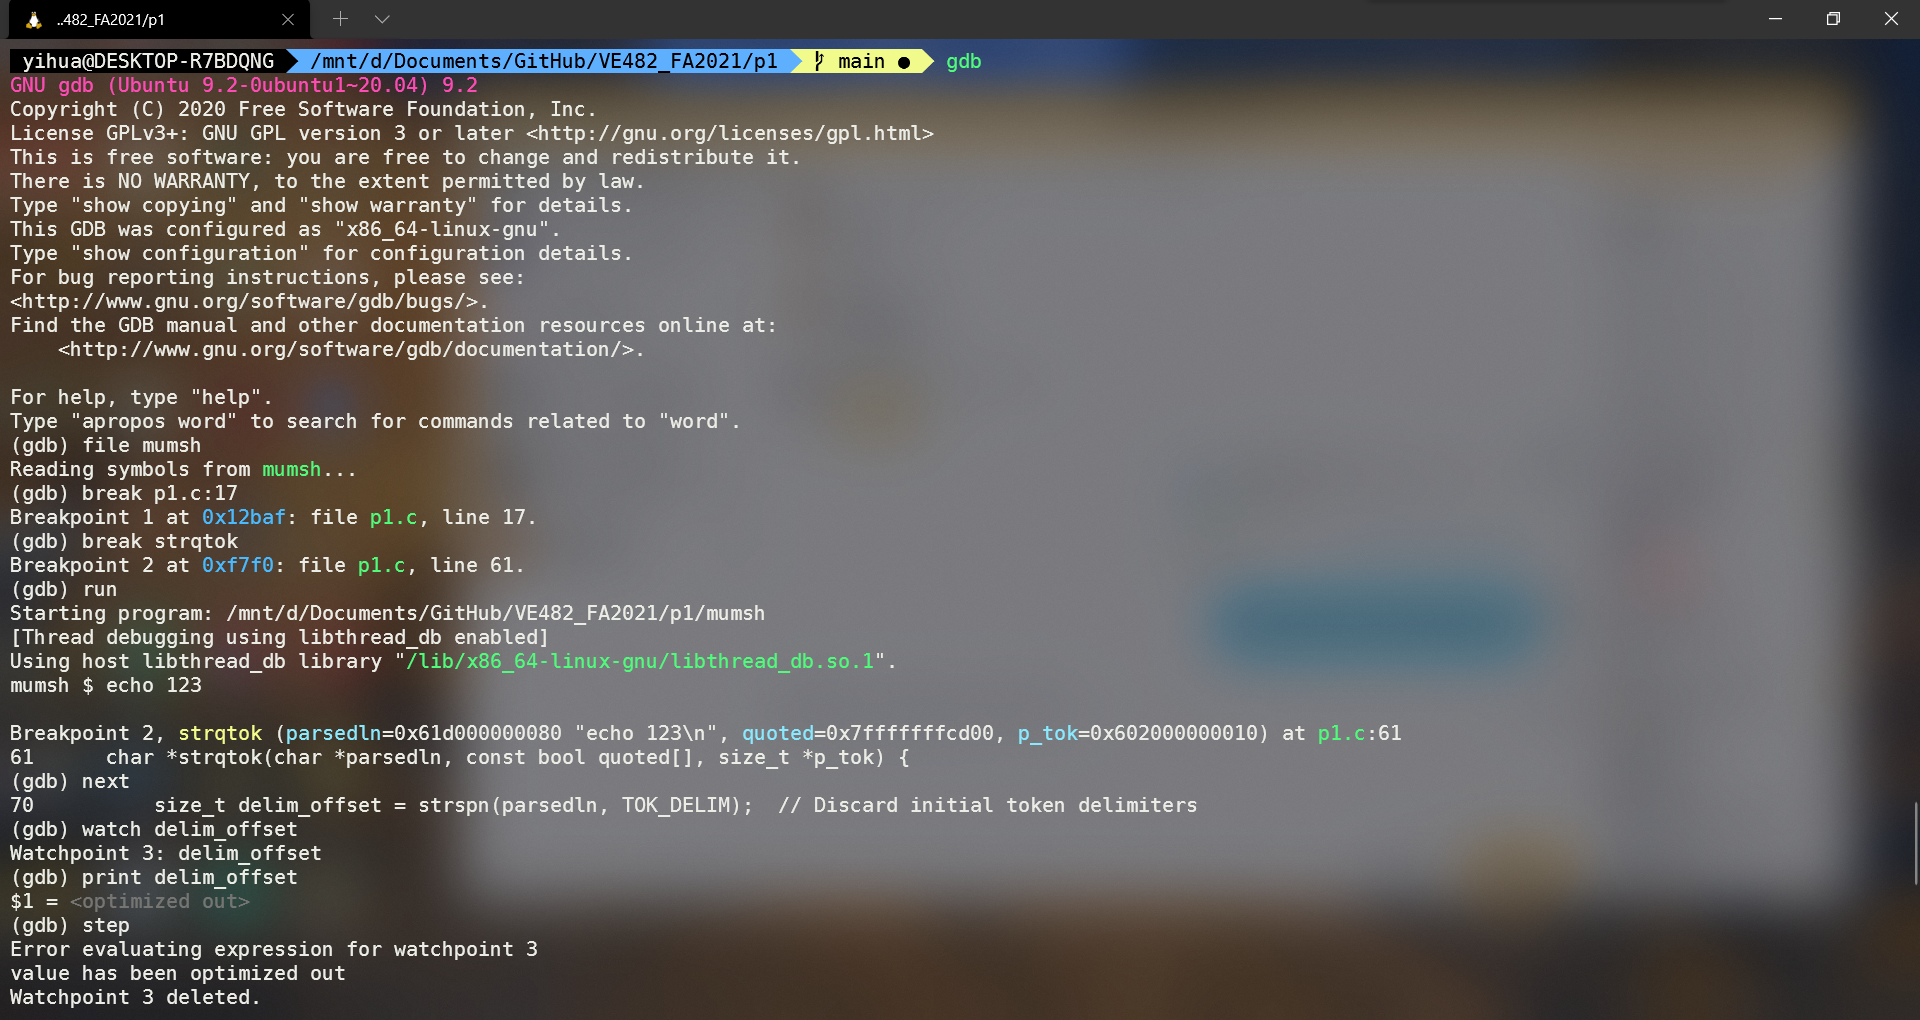 ..482_FA2021/p1
yihua@DESKTOP-R7BDQNG /mnt/d/Documents/GitHub/VE482_FA2021/p1 main ● gdb
GNU gdb (Ubuntu 9.2-0ubuntu1~20.04) 9.2
Copyright (C) 2020 Free Software Foundation, Inc.
License GPLv3+: GNU GPL version 3 or later <http://gnu.org/licenses/gpl.html>
This is free software: you are free to change and redistribute it.
There is NO WARRANTY, to the extent permitted by law.
Type "show copying" and "show warranty" for details.
This GDB was configured as "x86_64-linux-gnu".
Type "show configuration" for configuration details.
For bug reporting instructions, please see:
<http://www.gnu.org/software/gdb/bugs/>.
Find the GDB manual and other documentation resources online at:
    <http://www.gnu.org/software/gdb/documentation/>.

For help, type "help".
Type "apropos word" to search for commands related to "word".
(gdb) file mumsh
Reading symbols from mumsh...
(gdb) break p1.c:17
Breakpoint 1 at 0x12baf: file p1.c, line 17.
(gdb) break strqtok
Breakpoint 2 at 0xf7f0: file p1.c, line 61.
(gdb) run
Starting program: /mnt/d/Documents/GitHub/VE482_FA2021/p1/mumsh
[Thread debugging using libthread_db enabled]
Using host libthread_db library "/lib/x86_64-linux-gnu/libthread_db.so.1".
mumsh $ echo 123

Breakpoint 2, strqtok (parsedln=0x61d000000080 "echo 123\n", quoted=0x7fffffffcd00, p_tok=0x602000000010) at p1.c:61
61      char *strqtok(char *parsedln, const bool quoted[], size_t *p_tok) {
(gdb) next
70          size_t delim_offset = strspn(parsedln, TOK_DELIM);  // Discard initial token delimiters
(gdb) watch delim_offset
Watchpoint 3: delim_offset
(gdb) print delim_offset
$1 = <optimized out>
(gdb) step
Error evaluating expression for watchpoint 3
value has been optimized out
Watchpoint 3 deleted.